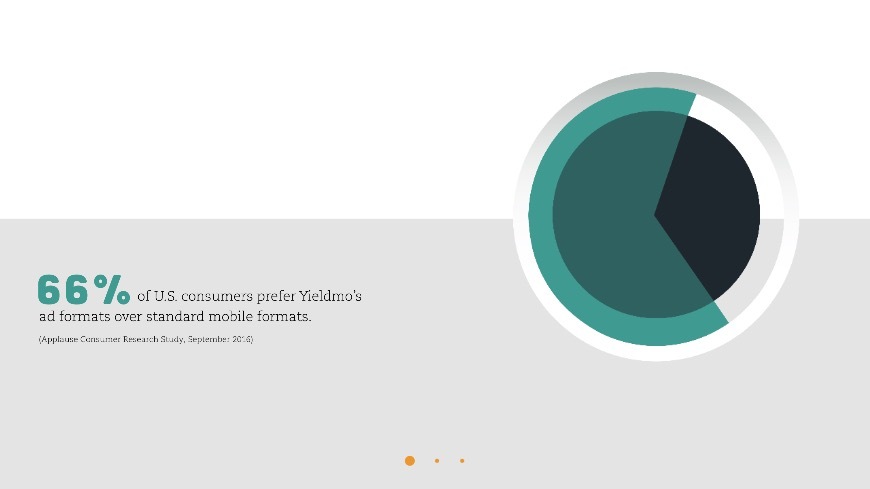 66% of U.S. consumers prefer Yieldmo's
ad formats over standard mobile formats.
(Applause Consumer Research Study, September 2016)